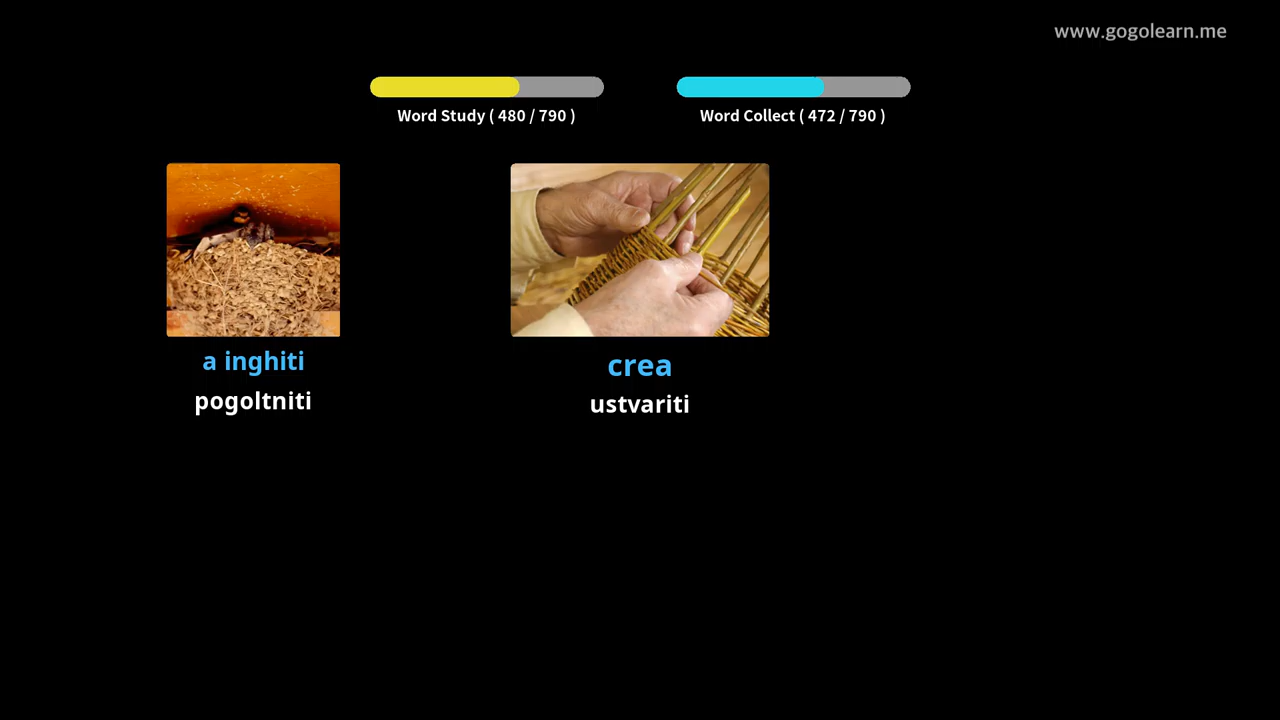 www.gogolearn.me
Word Study ( 480 / 790 )
Word Collect ( 472 / 790 )
a inghiti
pogoltniti
crea
ustvariti